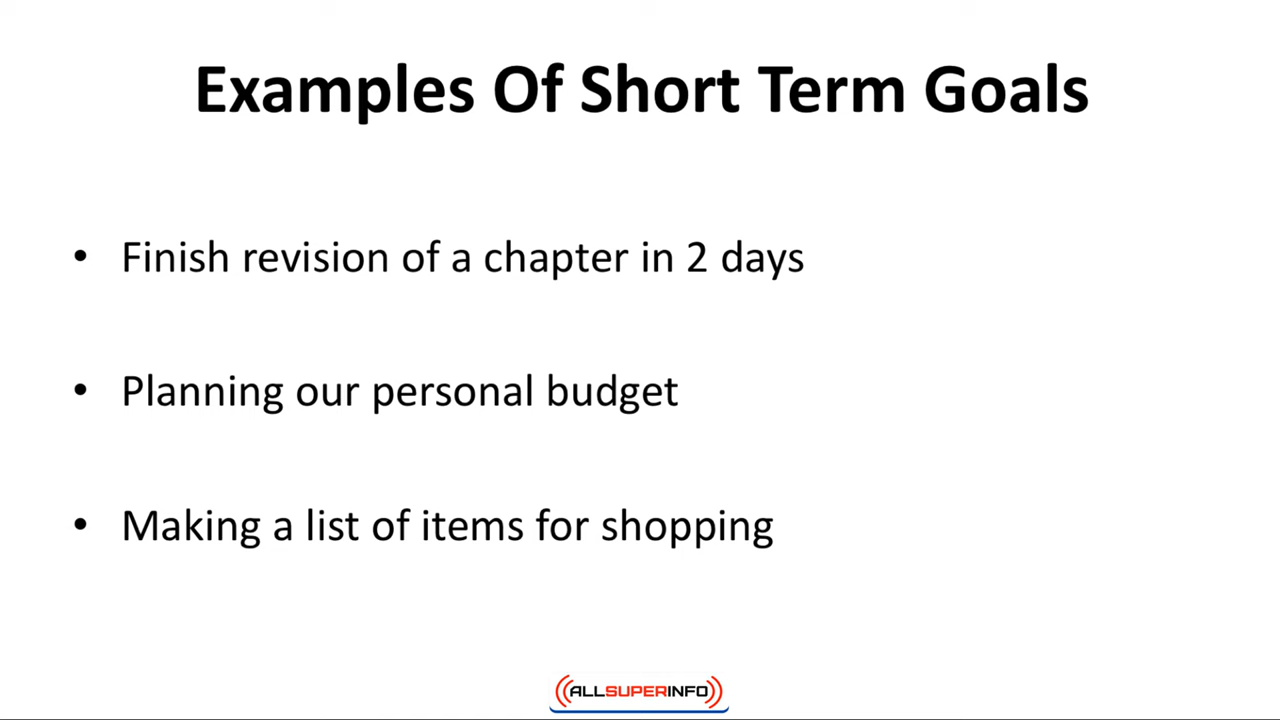 Examples Of Short Term Goals
• Finish revision of a chapter in 2 days
• Planning our personal budget
• Making a list of items for shopping
ALLSUPERINFO